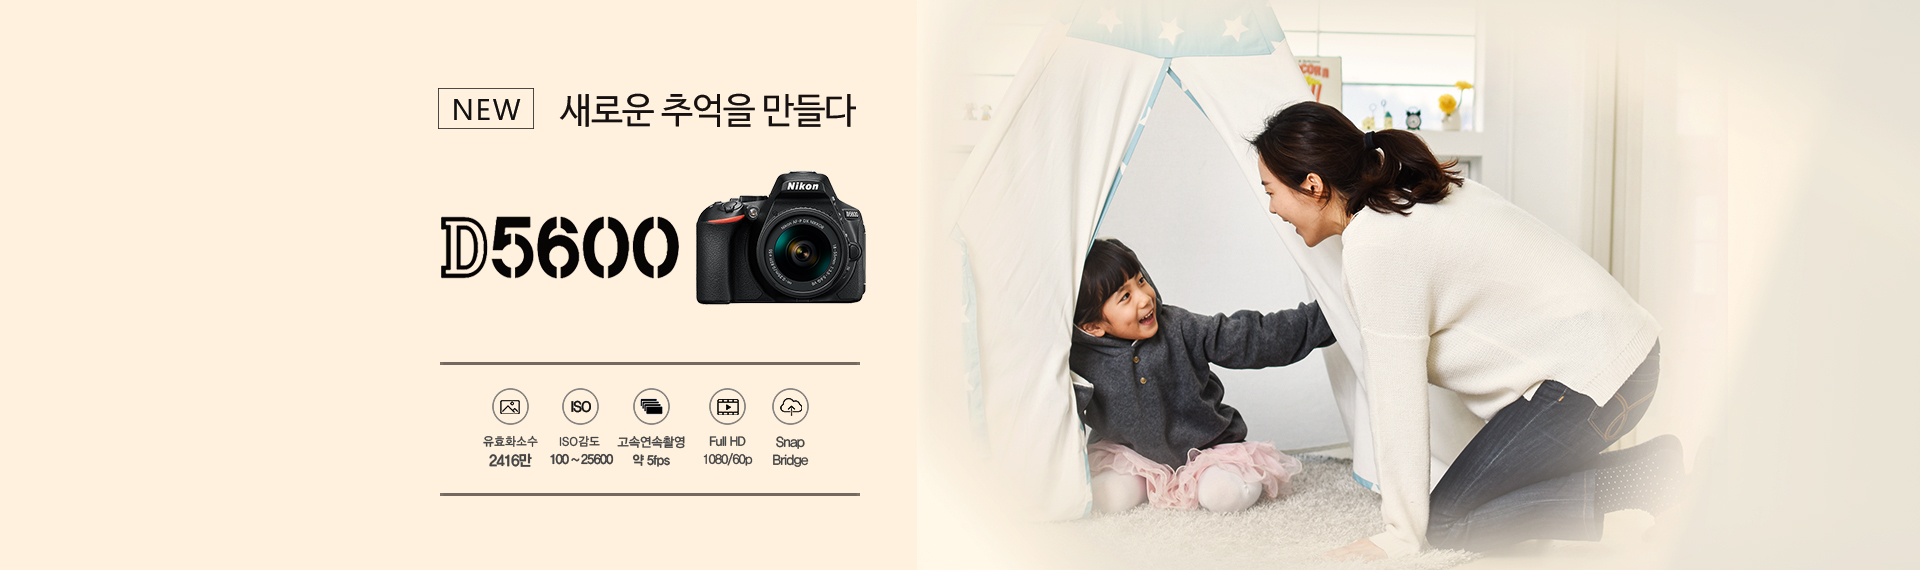 NEW 새로운 추억을 만들다
Nikon
D5600
ISO
유효화소수
2416만
ISO감도
100 ~ 25600
고속연속촬영
약 5fps
Full HD
1080/60p
Snap
Bridge